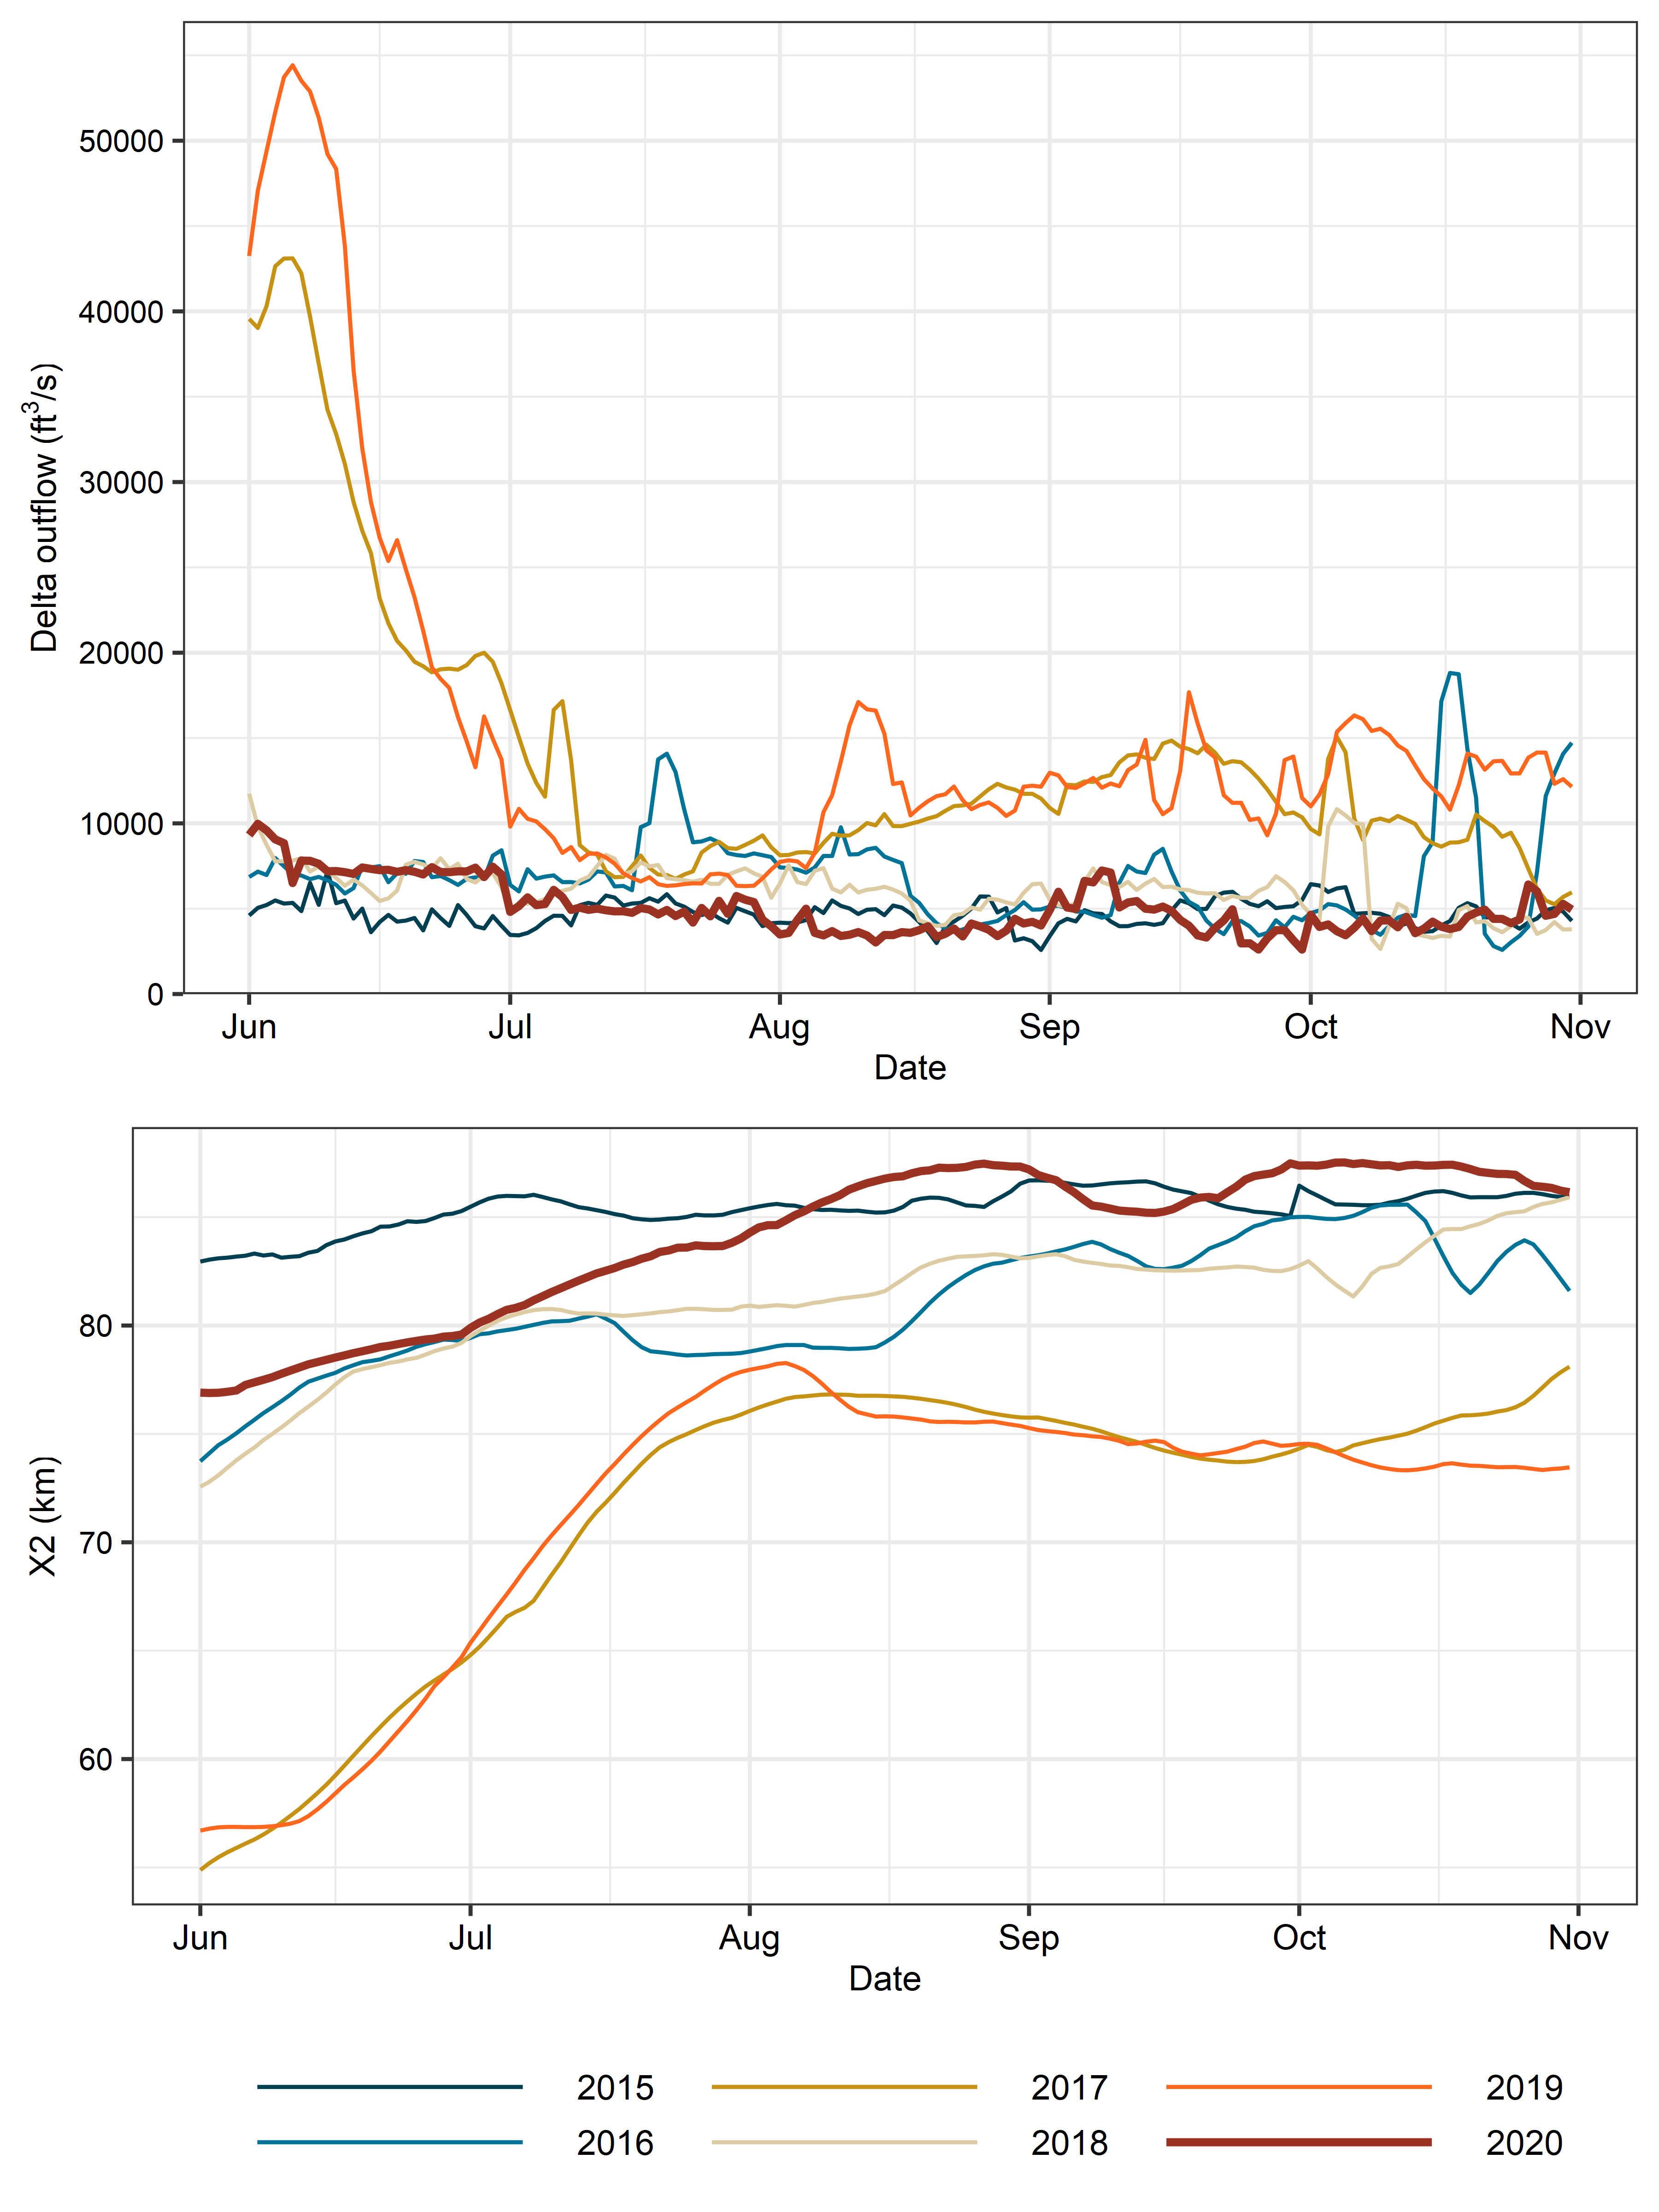 Delta outflow (ft³/s)
50000
40000
30000
20000
10000
0
Jun Jul Aug Sep Oct Nov
Date
X2 (km)
80
70
60
Jun Jul Aug Sep Oct Nov
Date
2015 2017 2019
2016 2018 2020